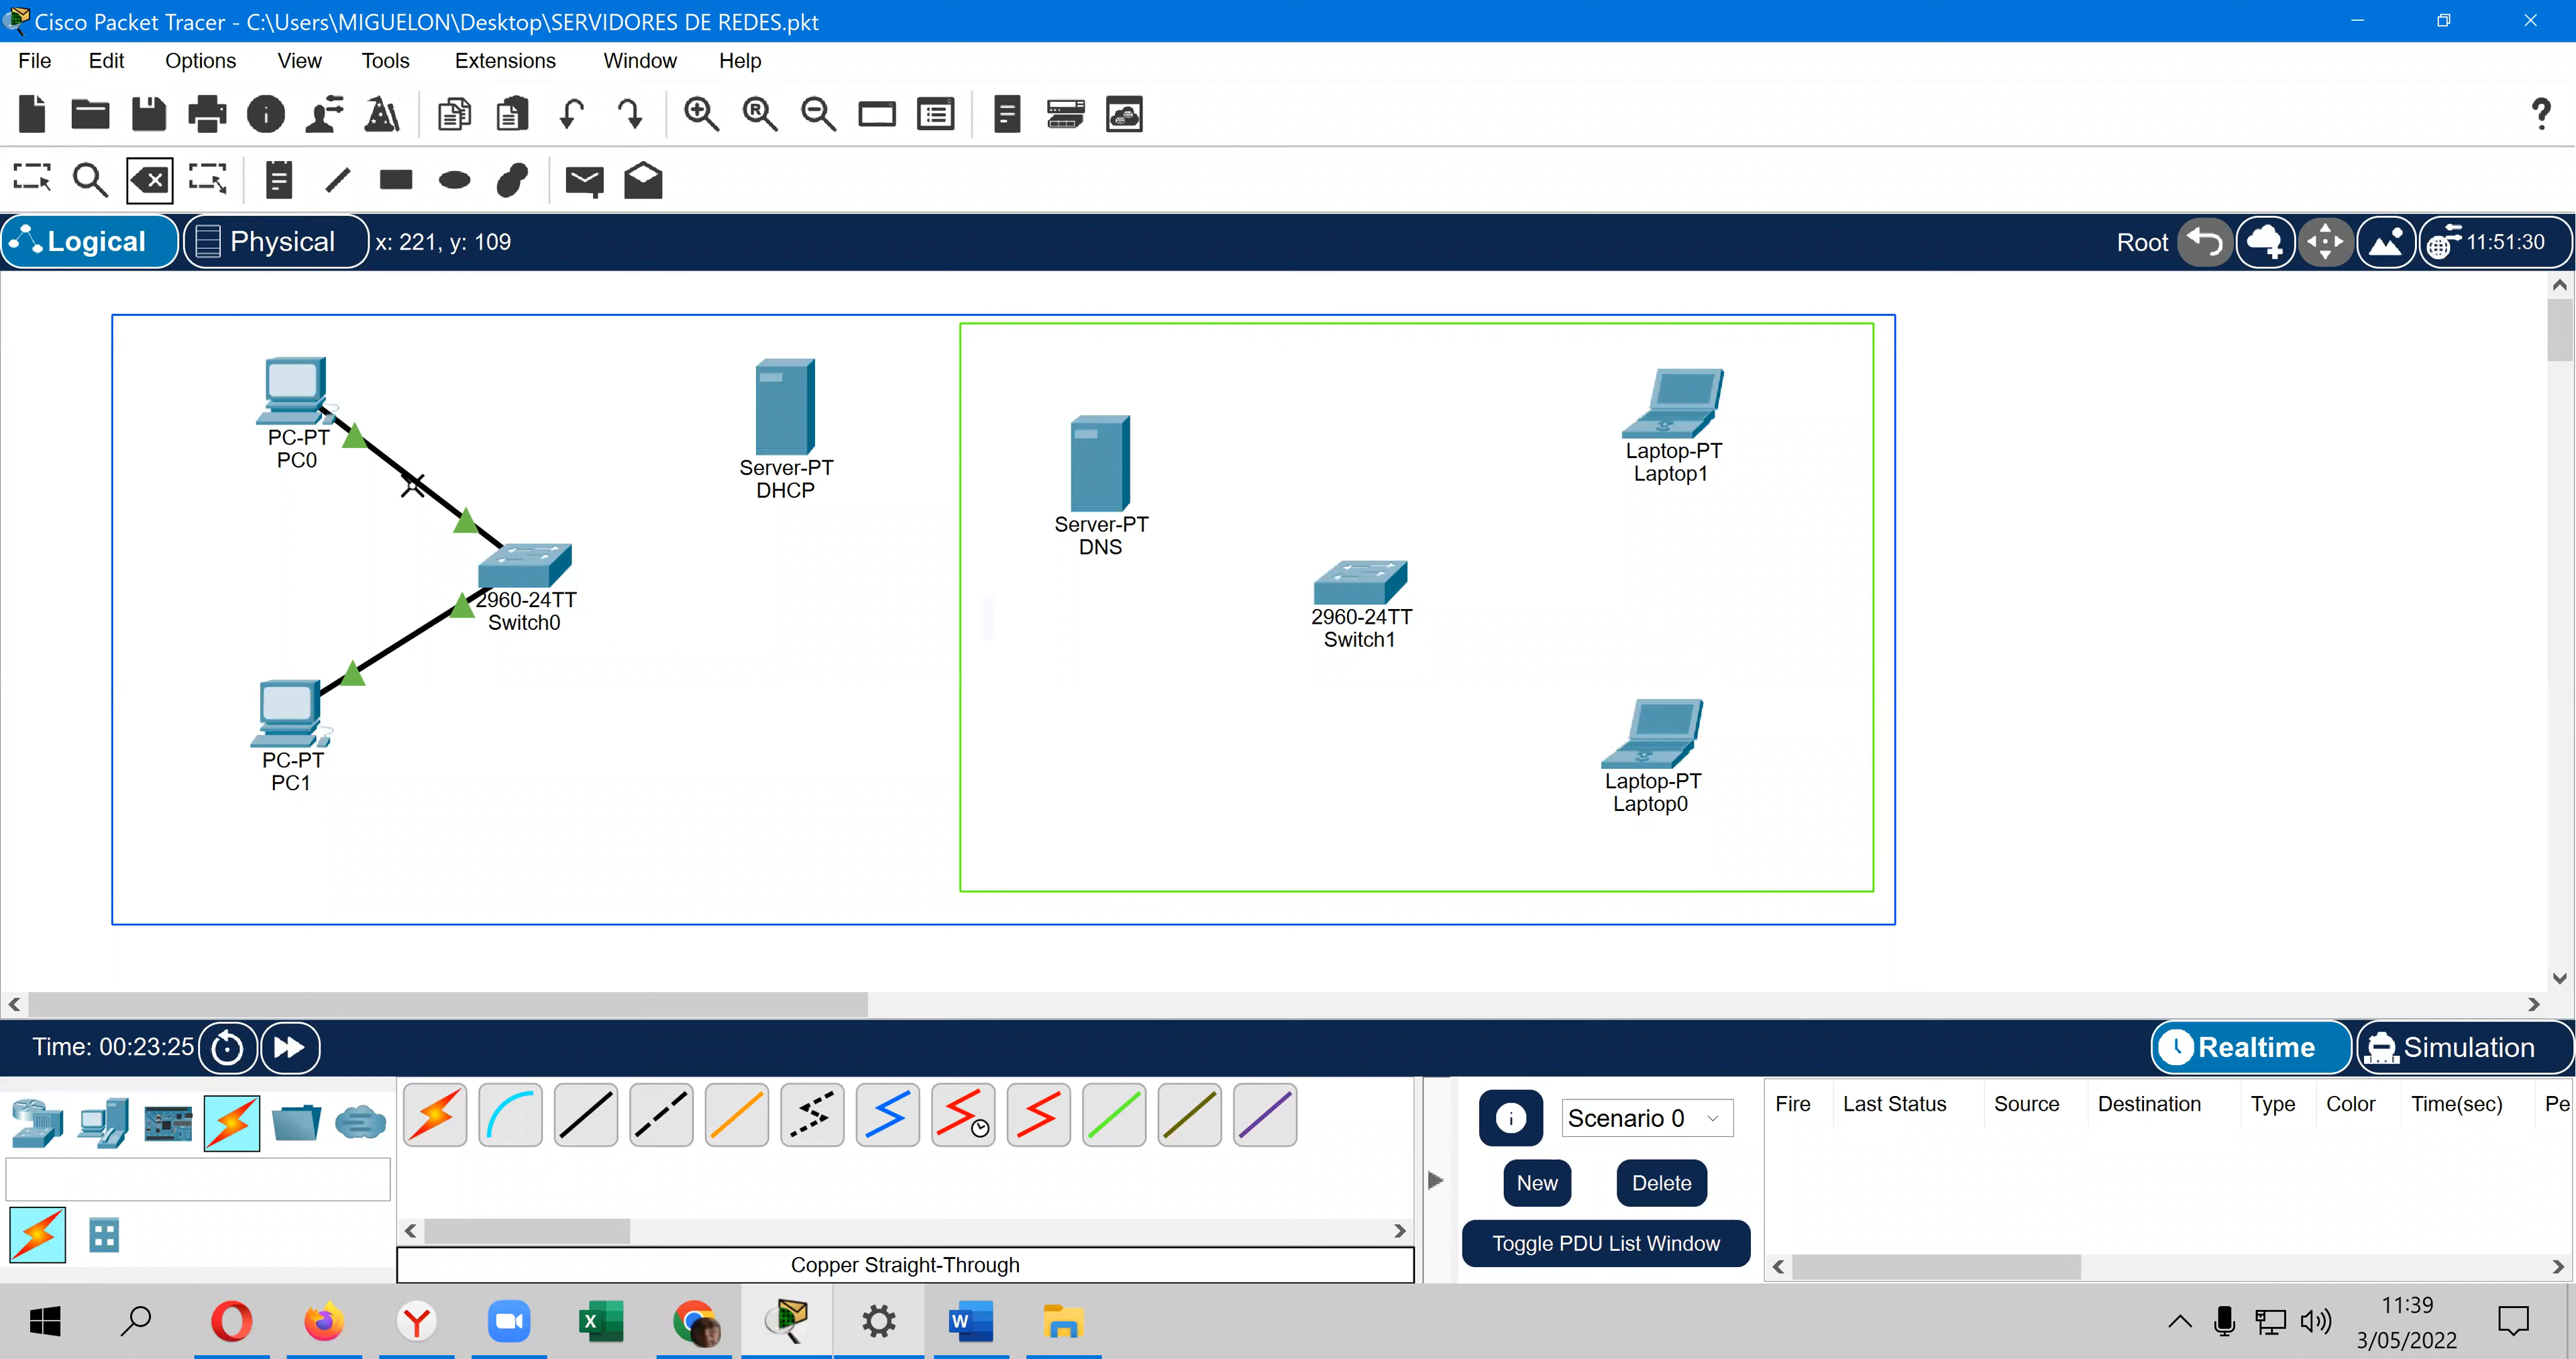 Cisco Packet Tracer - C:\Users\MIGUELON\Desktop\SERVIDORES DE REDES.pkt
File Edit Options View Tools Extensions Window Help
Logical Physical x: 221, y: 109 Root 11:51:30
PC-PT
PC0
Server-PT
DHCP
Server-PT
DNS
Laptop-PT
Laptop1
2960-24TT
Switch0
2960-24TT
Switch1
PC-PT
PC1
Laptop-PT
Laptop0
Time: 00:23:25 Realtime Simulation
Scenario 0
New Delete
Toggle PDU List Window
Fire Last Status Source Destination Type Color Time(sec) Pe
Copper Straight-Through
11:39
3/05/2022